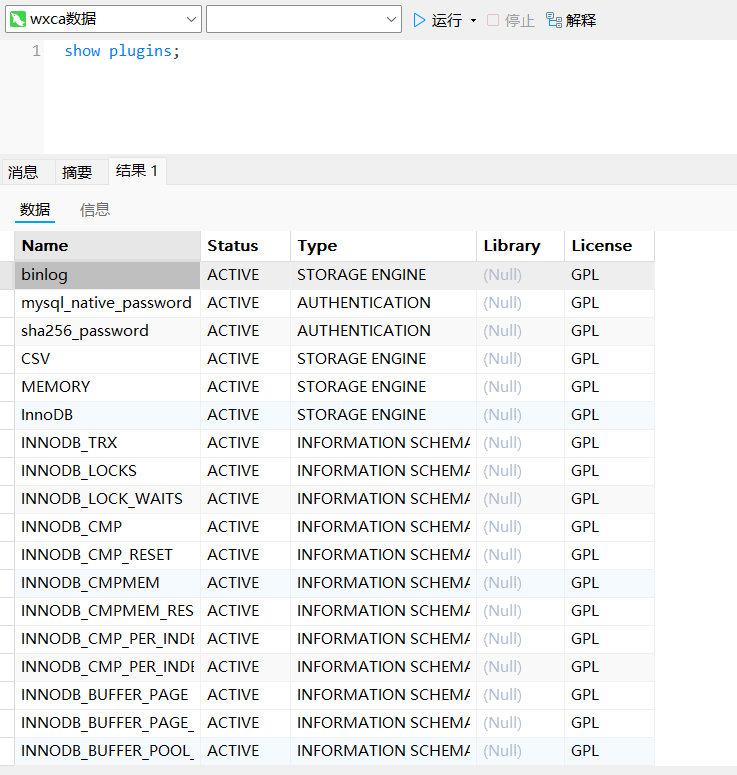 wxca数据 运行 停止 解释
1 show plugins;
消息 摘要 结果 1
数据 信息
Name Status Type Library License
binlog ACTIVE STORAGE ENGINE (Null) GPL
mysql_native_password ACTIVE AUTHENTICATION (Null) GPL
sha256_password ACTIVE AUTHENTICATION (Null) GPL
CSV ACTIVE STORAGE ENGINE (Null) GPL
MEMORY ACTIVE STORAGE ENGINE (Null) GPL
InnoDB ACTIVE STORAGE ENGINE (Null) GPL
INNODB_TRX ACTIVE INFORMATION SCHEMA (Null) GPL
INNODB_LOCKS ACTIVE INFORMATION SCHEMA (Null) GPL
INNODB_LOCK_WAITS ACTIVE INFORMATION SCHEMA (Null) GPL
INNODB_CMP ACTIVE INFORMATION SCHEMA (Null) GPL
INNODB_CMP_RESET ACTIVE INFORMATION SCHEMA (Null) GPL
INNODB_CMPMEM ACTIVE INFORMATION SCHEMA (Null) GPL
INNODB_CMPMEM_RES ACTIVE INFORMATION SCHEMA (Null) GPL
INNODB_CMP_PER_INDE ACTIVE INFORMATION SCHEMA (Null) GPL
INNODB_CMP_PER_INDE ACTIVE INFORMATION SCHEMA (Null) GPL
INNODB_BUFFER_PAGE ACTIVE INFORMATION SCHEMA (Null) GPL
INNODB_BUFFER_PAGE_ ACTIVE INFORMATION SCHEMA (Null) GPL
INNODB_BUFFER_POOL_ ACTIVE INFORMATION SCHEMA (Null) GPL